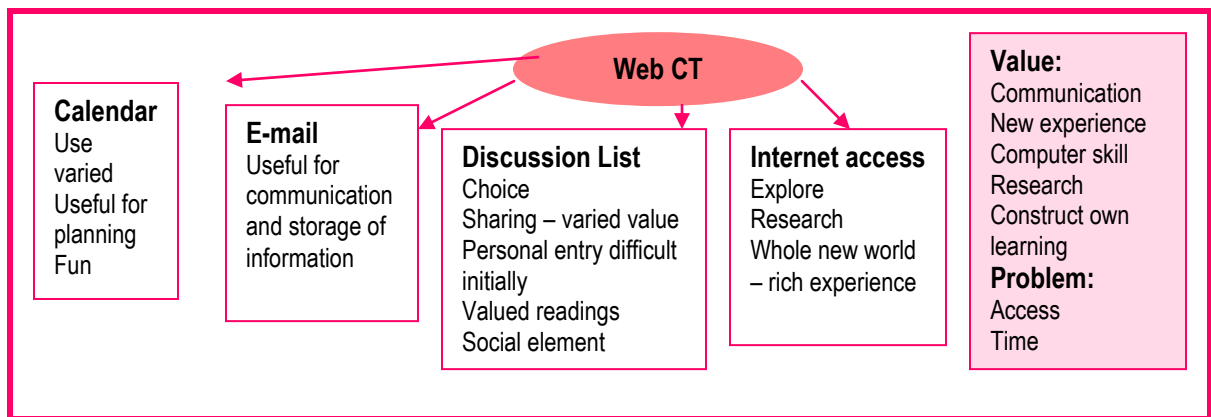 Web CT
Calendar
Use
varied
Useful for
planning
Fun
E-mail
Useful for
communication
and storage of
information
Discussion List
Choice
Sharing – varied value
Personal entry difficult
initially
Valued readings
Social element
Internet access
Explore
Research
Whole new world
– rich experience
Value:
Communication
New experience
Computer skill
Research
Construct own
learning
Problem:
Access
Time